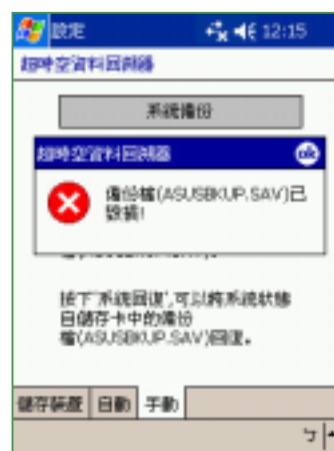 設定 12:15
超時空資料回溯器
系統備份
超時空資料回溯器 ok
備份檔(ASUSBKUP.SAV)已
毀損!
按下'系統回復',可以將系統狀態
自儲存卡中的備份
檔(ASUSBKUP.SAV)回復。
儲存裝置 自動 手動
ㄅ